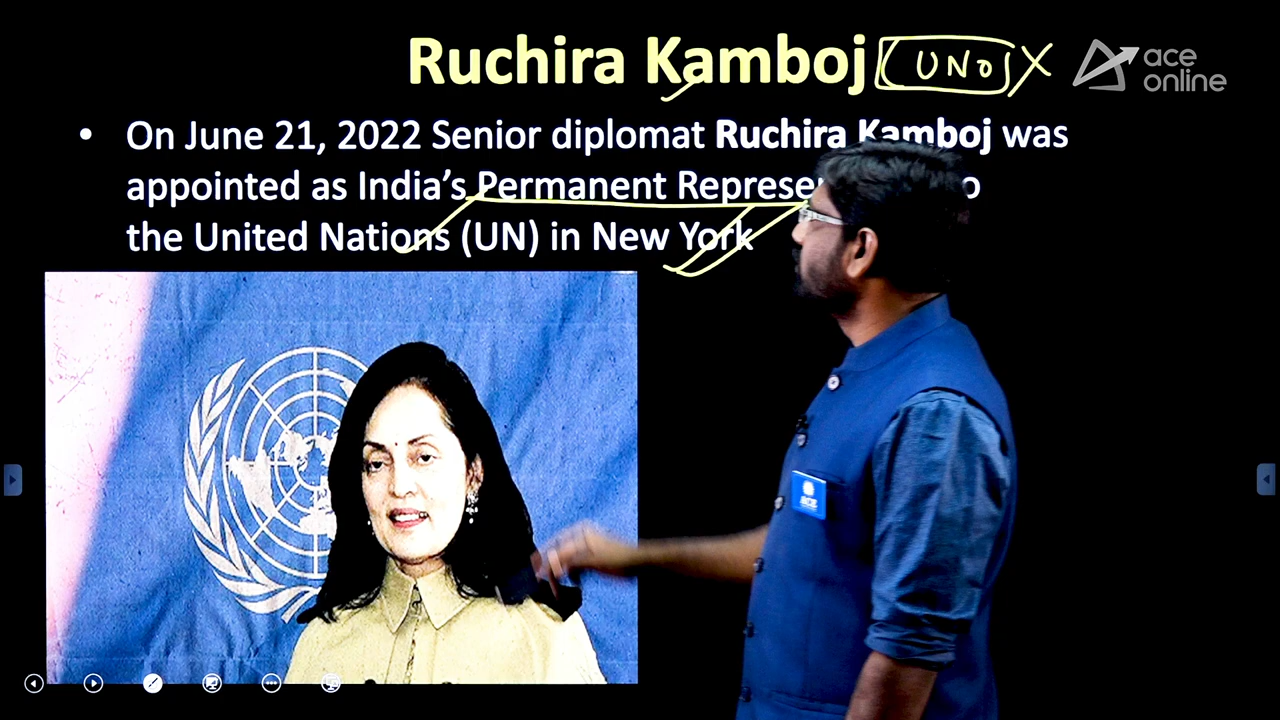 Ruchira Kamboj UNO X
ace
online
• On June 21, 2022 Senior diplomat Ruchira Kamboj was
appointed as India's Permanent
the United Nations (UN) in New York
ACE